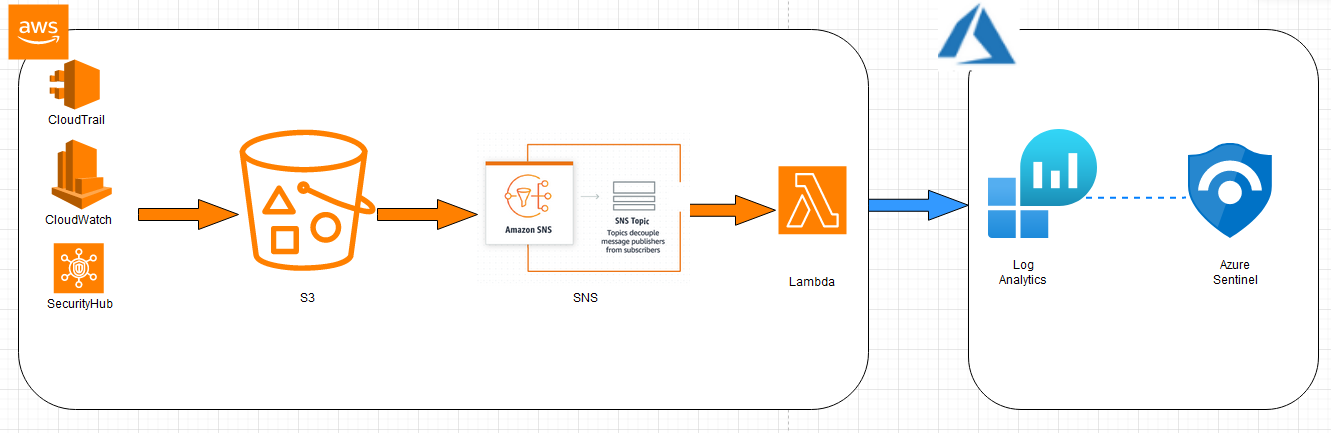 aws
CloudTrail
CloudWatch
SecurityHub
S3
Amazon SNS
SNS Topic
Topics decouple
message publishers
from subscribers
SNS
Lambda
Log
Analytics
Azure
Sentinel